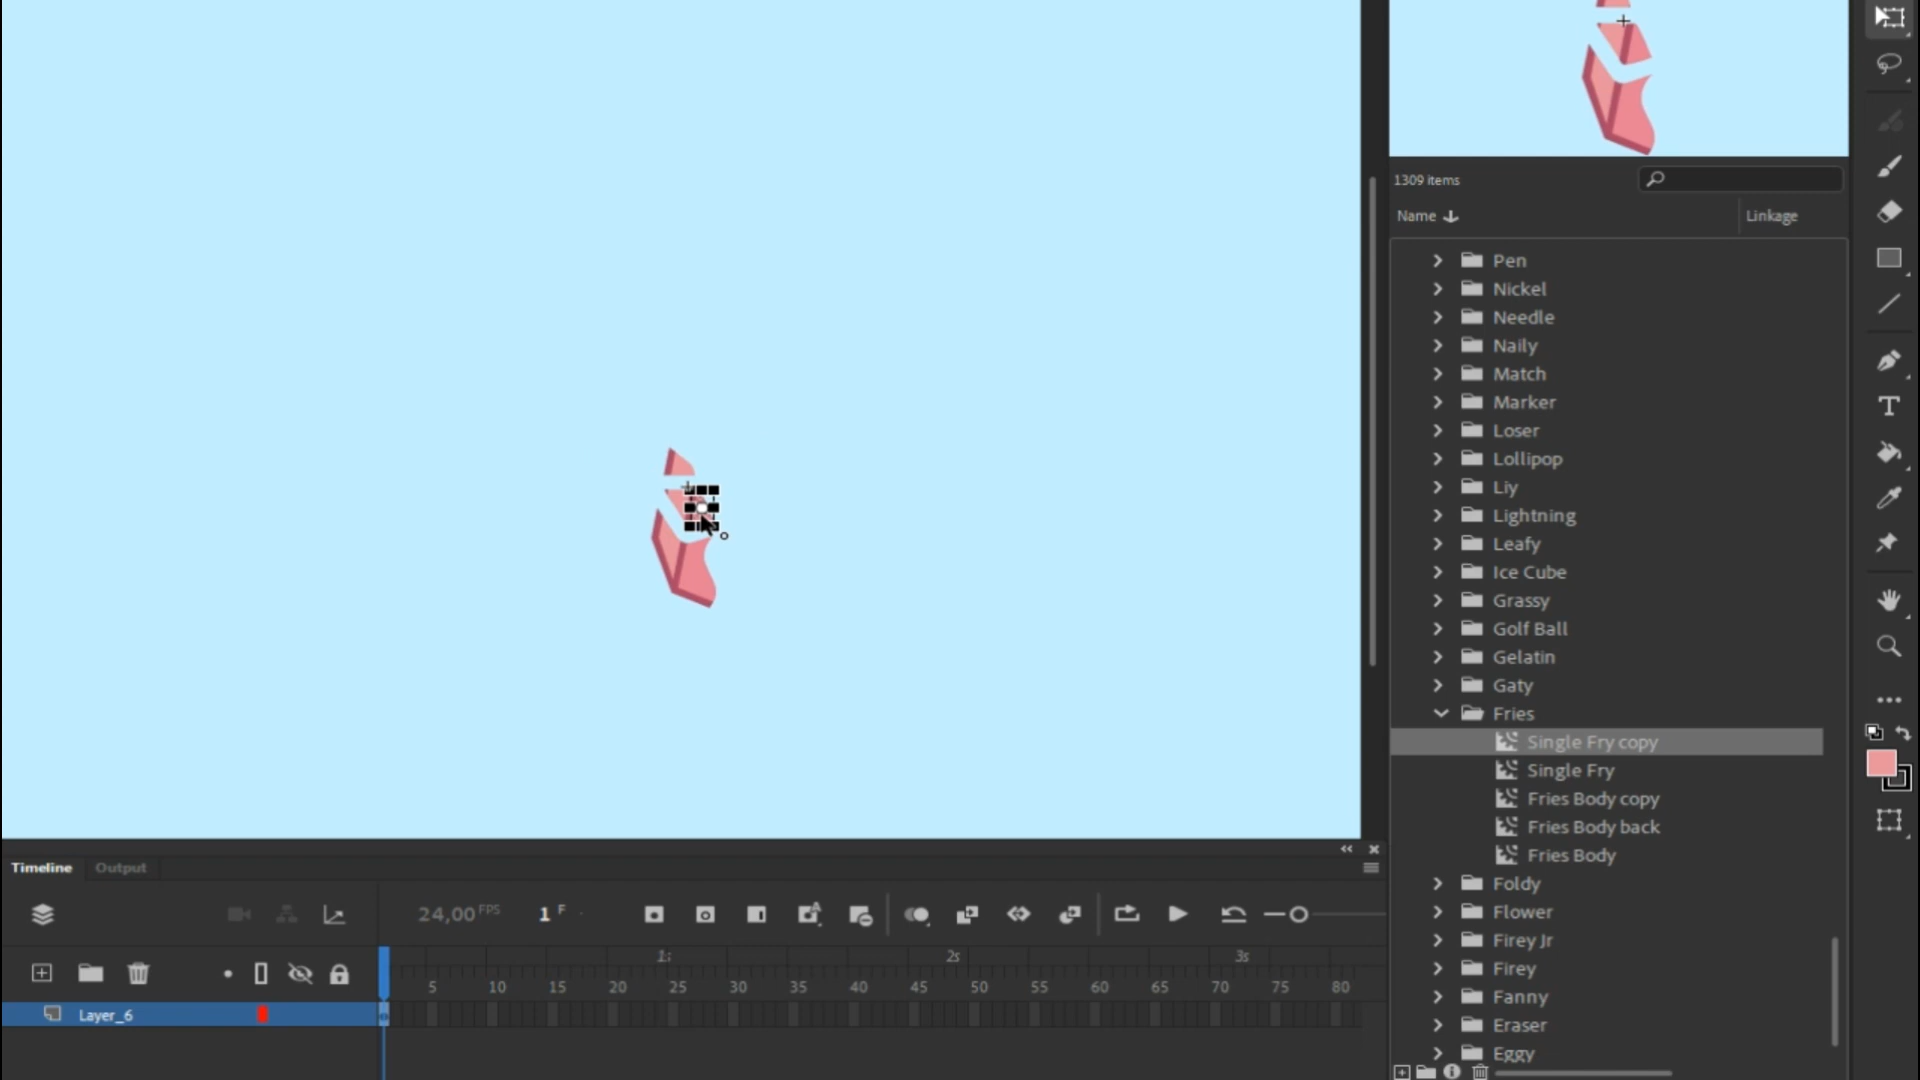 1309 items
Name
Linkage
Pen
Nickel
Needle
Naily
Match
Marker
Loser
Lollipop
Liy
Lightning
Leafy
Ice Cube
Grassy
Golf Ball
Gelatin
Gaty
Fries
Single Fry copy
Single Fry
Fries Body copy
Fries Body back
Fries Body
Foldy
Flower
Firey Jr
Firey
Fanny
Eraser
Eggy
Timeline Output
24,00 FPS 1 F
1s 2s 3s
5 10 15 20 25 30 35 40 45 50 55 60 65 70 75 80
Layer_6